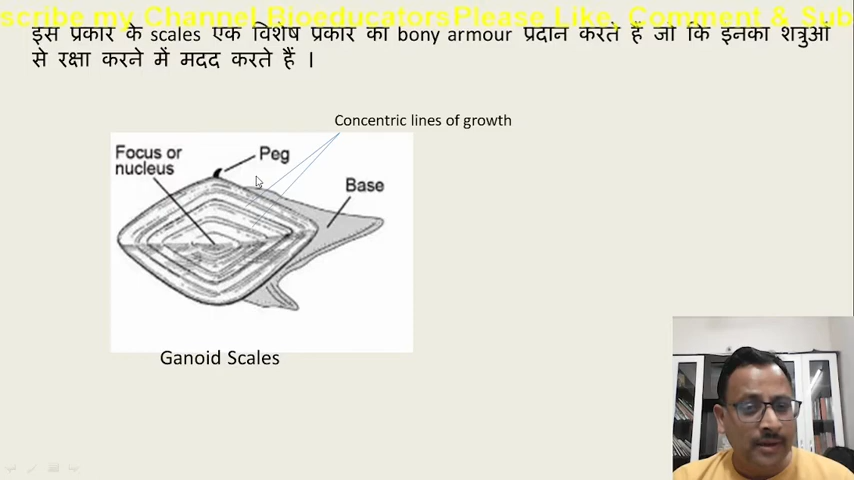 scribe my Channel BioeducatorsPlease Like, Comment & Sub
इस प्रकार के scales एक विशेष प्रकार का bony armour प्रदान करते हैं जो कि इनका शत्रुओं
से रक्षा करने में मदद करते हैं ।
Concentric lines of growth
Focus or
nucleus
Peg
Base
Ganoid Scales